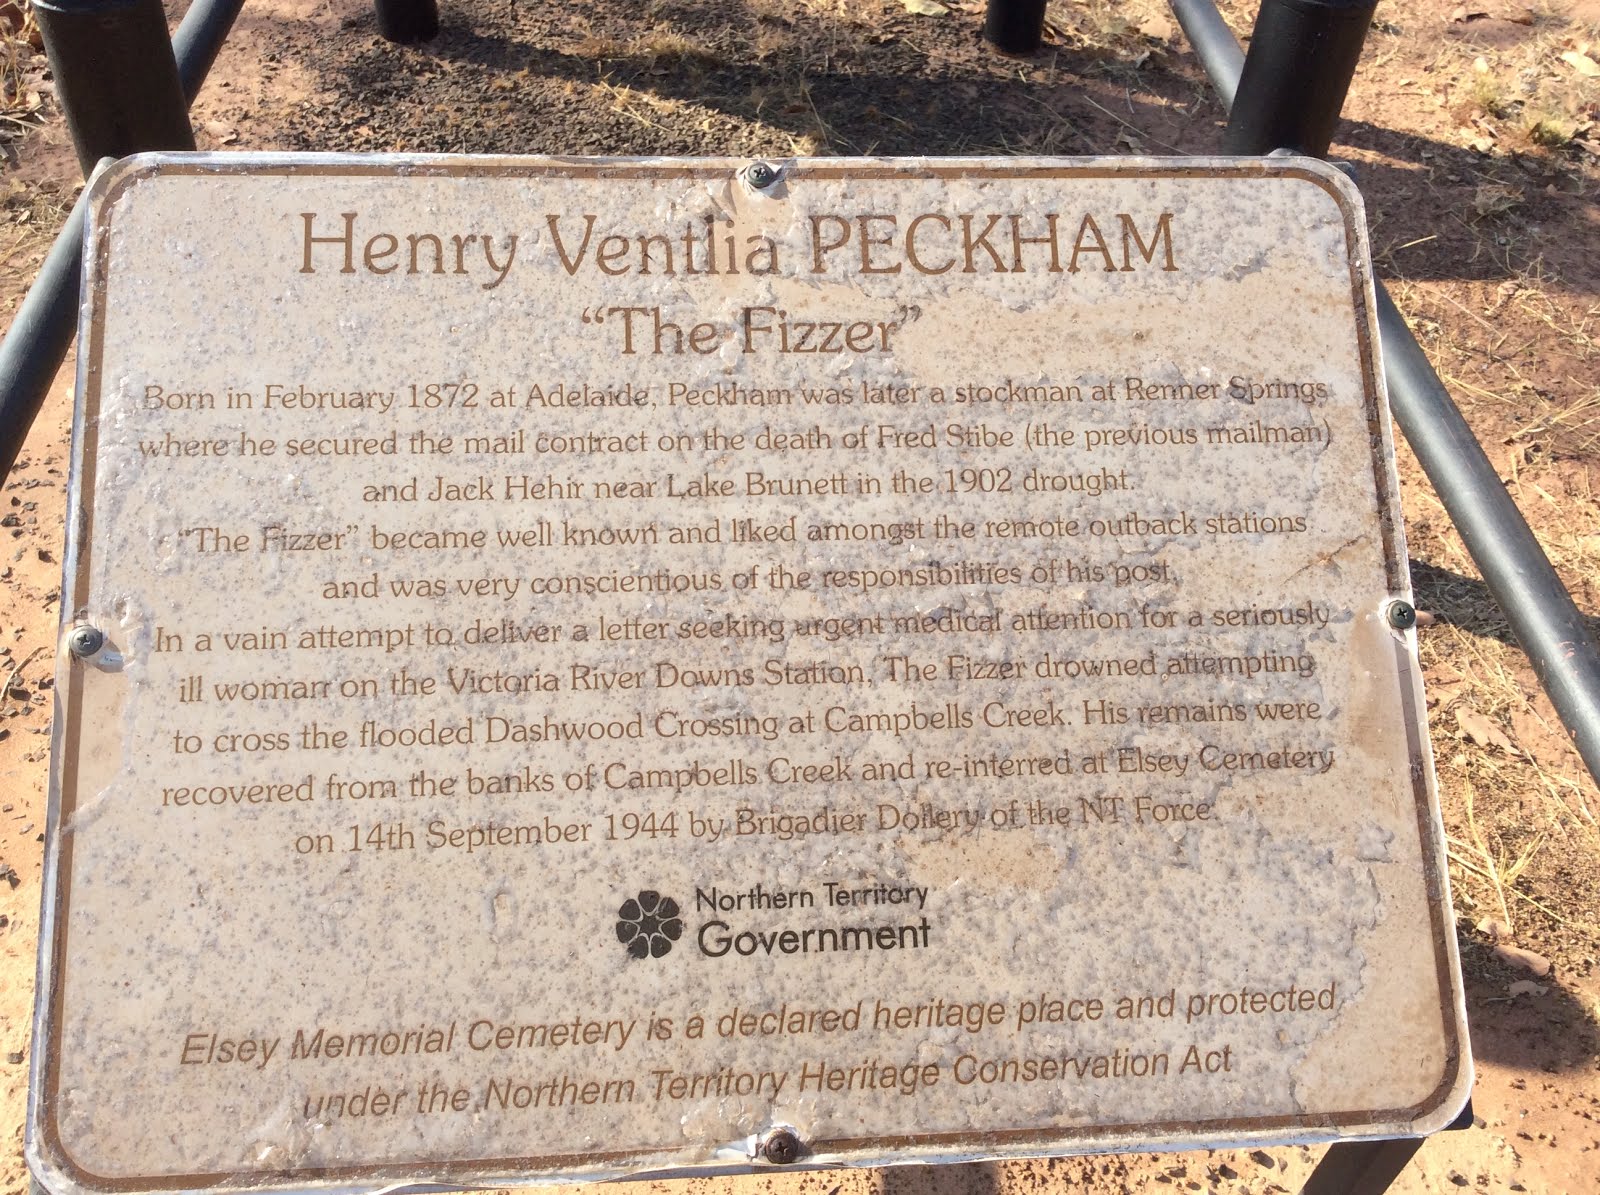 Henry Ventlia PECKHAM
“The Fizzer”
Born in February 1872 at Adelaide, Peckham was later a stockman at Renner Springs
where he secured the mail contract on the death of Fred Stibe (the previous mailman)
and Jack Hehir near Lake Brunett in the 1902 drought.
“The Fizzer” became well known and liked amongst the remote outback stations
and was very conscientious of the responsibilities of his post.
In a vain attempt to deliver a letter seeking urgent medical attention for a seriously
ill woman on the Victoria River Downs Station, The Fizzer drowned attempting
to cross the flooded Dashwood Crossing at Campbells Creek. His remains were
recovered from the banks of Campbells Creek and re-interred at Elsey Cemetery
on 14th September 1944 by Brigadier Dollery of the NT Force.
Northern Territory
Government
Elsey Memorial Cemetery is a declared heritage place and protected
under the Northern Territory Heritage Conservation Act